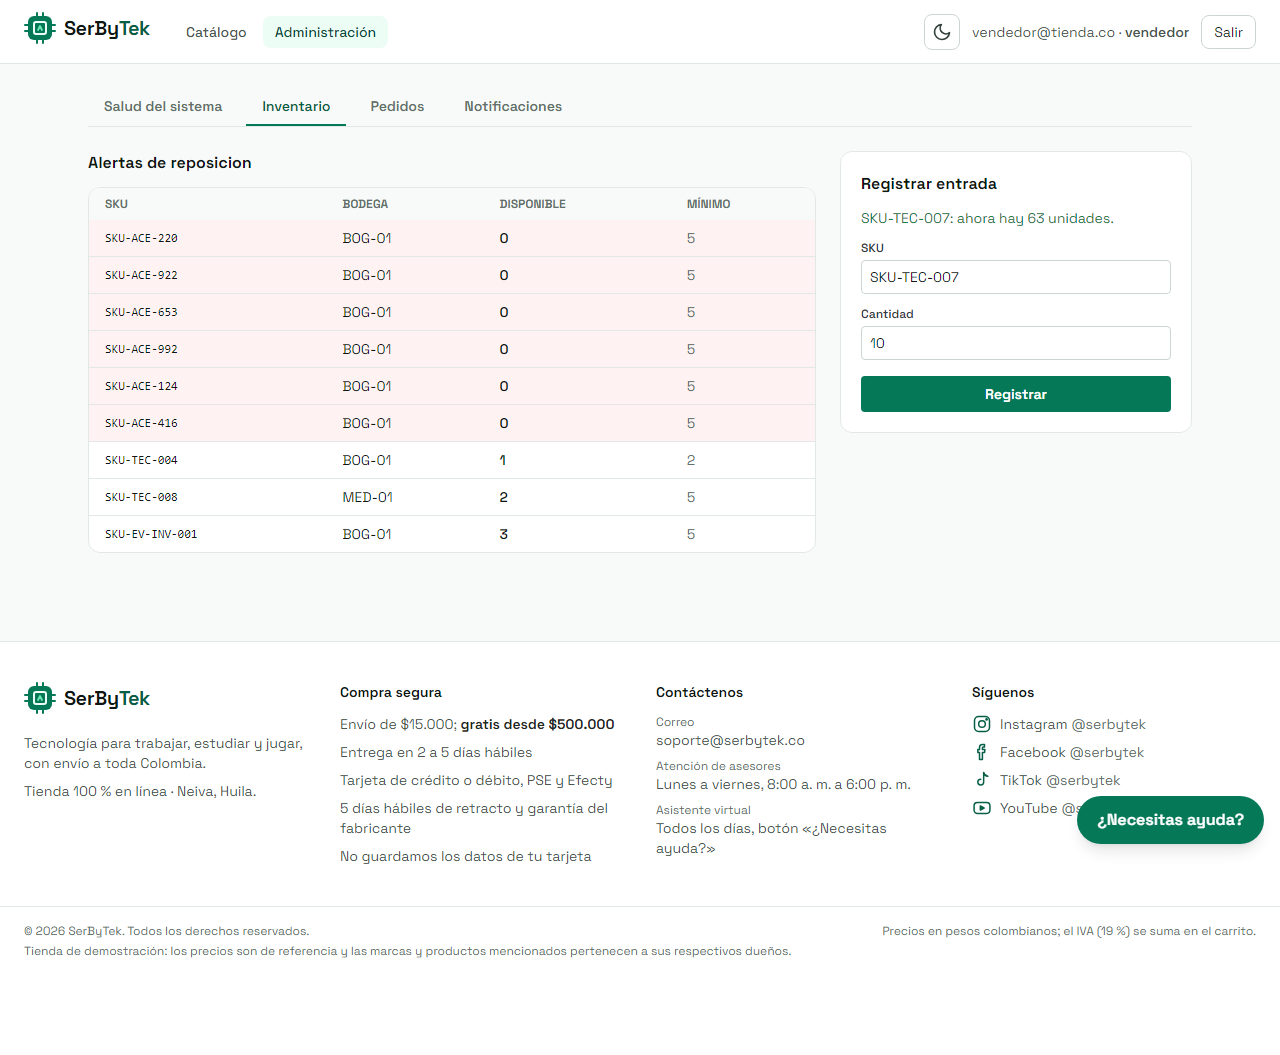 SerByTek
Catálogo
Administración
vendedor@tienda.co · vendedor
Salir
Salud del sistema
Inventario
Pedidos
Notificaciones
Alertas de reposicion
SKU BODEGA DISPONIBLE MÍNIMO
SKU-ACE-220 BOG-01 0 5
SKU-ACE-922 BOG-01 0 5
SKU-ACE-653 BOG-01 0 5
SKU-ACE-992 BOG-01 0 5
SKU-ACE-124 BOG-01 0 5
SKU-ACE-416 BOG-01 0 5
SKU-TEC-004 BOG-01 1 2
SKU-TEC-008 MED-01 2 5
SKU-EV-INV-001 BOG-01 3 5
Registrar entrada
SKU-TEC-007: ahora hay 63 unidades.
SKU
SKU-TEC-007
Cantidad
10
Registrar
SerByTek
Tecnología para trabajar, estudiar y jugar,
con envío a toda Colombia.
Tienda 100 % en línea · Neiva, Huila.
Compra segura
Envío de $15.000; gratis desde $500.000
Entrega en 2 a 5 días hábiles
Tarjeta de crédito o débito, PSE y Efecty
5 días hábiles de retracto y garantía del
fabricante
No guardamos los datos de tu tarjeta
Contáctenos
Correo
soporte@serbytek.co
Atención de asesores
Lunes a viernes, 8:00 a. m. a 6:00 p. m.
Asistente virtual
Todos los días, botón «¿Necesitas
ayuda?»
Síguenos
Instagram @serbytek
Facebook @serbytek
TikTok @serbytek
YouTube
¿Necesitas ayuda?
© 2026 SerByTek. Todos los derechos reservados.
Precios en pesos colombianos; el IVA (19 %) se suma en el carrito.
Tienda de demostración: los precios son de referencia y las marcas y productos mencionados pertenecen a sus respectivos dueños.